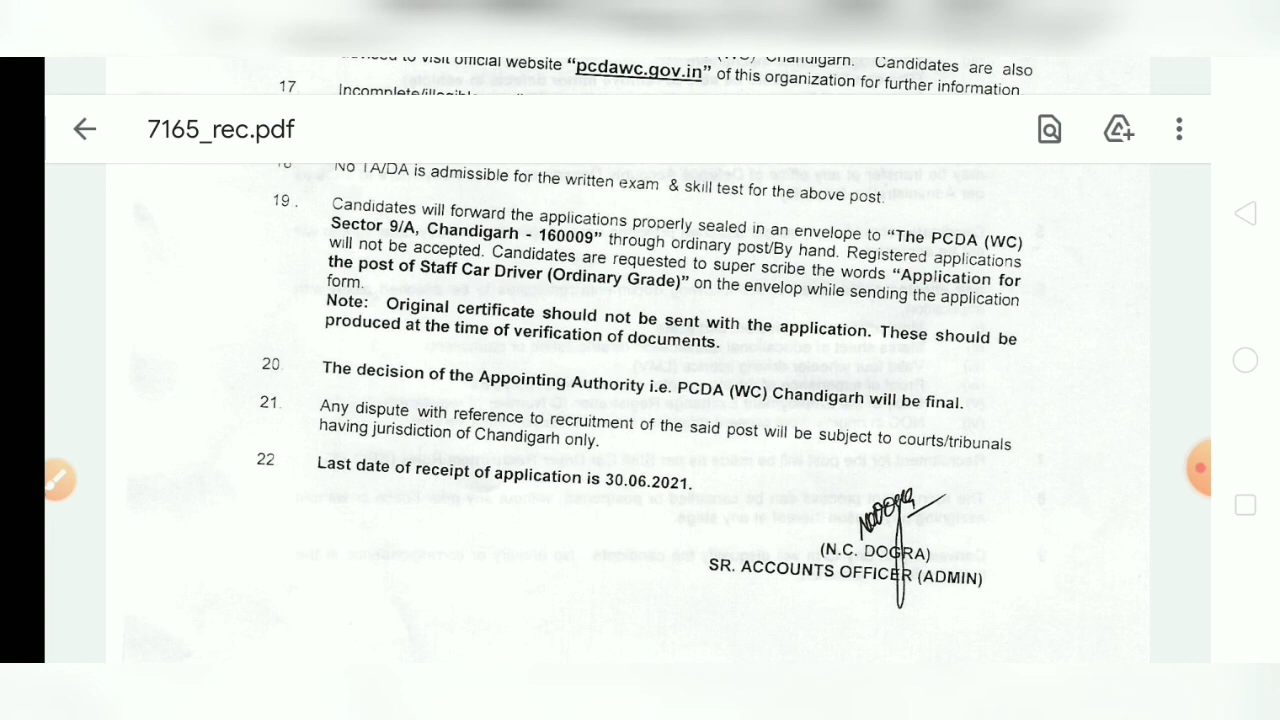 to visit official website "pcdawc.gov.in" of this organization for further information
Chandigarh. Candidates are also
17
7165_rec.pdf
No TA/DA is admissible for the written exam & skill test for the above post.
19. Candidates will forward the applications properly sealed in an envelope to "The PCDA (WC)
Sector 9/A, Chandigarh - 160009" through ordinary post/By hand. Registered applications
will not be accepted. Candidates are requested to super scribe the words "Application for
the post of Staff Car Driver (Ordinary Grade)" on the envelop while sending the application
form.
Note: Original certificate should not be sent with the application. These should be
produced at the time of verification of documents.
20. The decision of the Appointing Authority i.e. PCDA (WC) Chandigarh will be final.
21. Any dispute with reference to recruitment of the said post will be subject to courts/tribunals
having jurisdiction of Chandigarh only.
22 Last date of receipt of application is 30.06.2021.
(N.C. DOGRA)
SR. ACCOUNTS OFFICER (ADMIN)